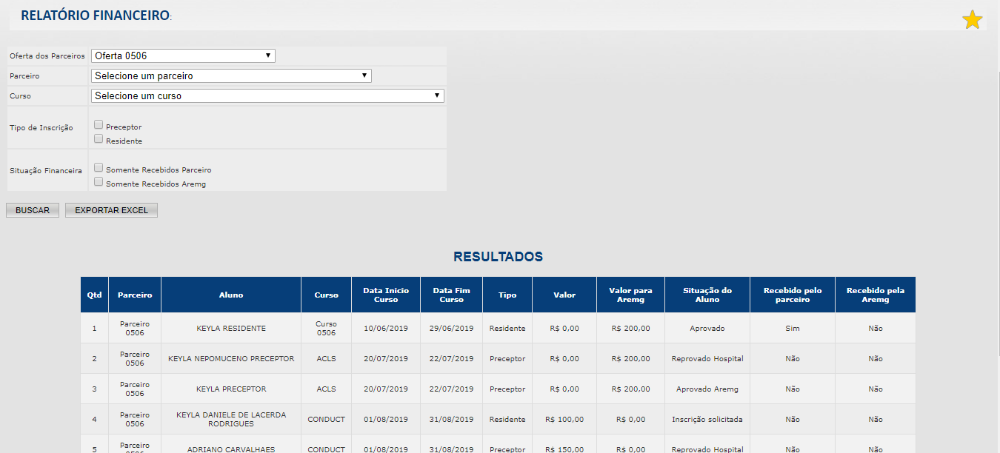 RELATÓRIO FINANCEIRO:
Oferta dos Parceiros Oferta 0506
Parceiro Selecione um parceiro
Curso Selecione um curso
Tipo de Inscrição
Preceptor
Residente
Situação Financeira
Somente Recebidos Parceiro
Somente Recebidos Aremg
BUSCAR EXPORTAR EXCEL
RESULTADOS
Qtd Parceiro Aluno Curso Data Inicio Curso Data Fim Curso Tipo Valor Valor para Aremg Situação do Aluno Recebido pelo parceiro Recebido pela Aremg
1 Parceiro 0506 KEYLA RESIDENTE Curso 0506 10/06/2019 29/06/2019 Residente R$ 0,00 R$ 200,00 Aprovado Sim Não
2 Parceiro 0506 KEYLA NEPOMUCENO PRECEPTOR ACLS 20/07/2019 22/07/2019 Preceptor R$ 0,00 R$ 200,00 Reprovado Hospital Não Não
3 Parceiro 0506 KEYLA PRECEPTOR ACLS 20/07/2019 22/07/2019 Preceptor R$ 0,00 R$ 200,00 Aprovado Aremg Não Não
4 Parceiro 0506 KEYLA DANIELE DE LACERDA RODRIGUES CONDUCT 01/08/2019 31/08/2019 Residente R$ 100,00 R$ 0,00 Inscrição solicitada Não Não
5 Parceiro ADRIANO CARVALHAES CONDUCT 01/08/2019 31/08/2019 Preceptor R$ 150,00 R$ 0,00 Reprovado Hospital Não Não